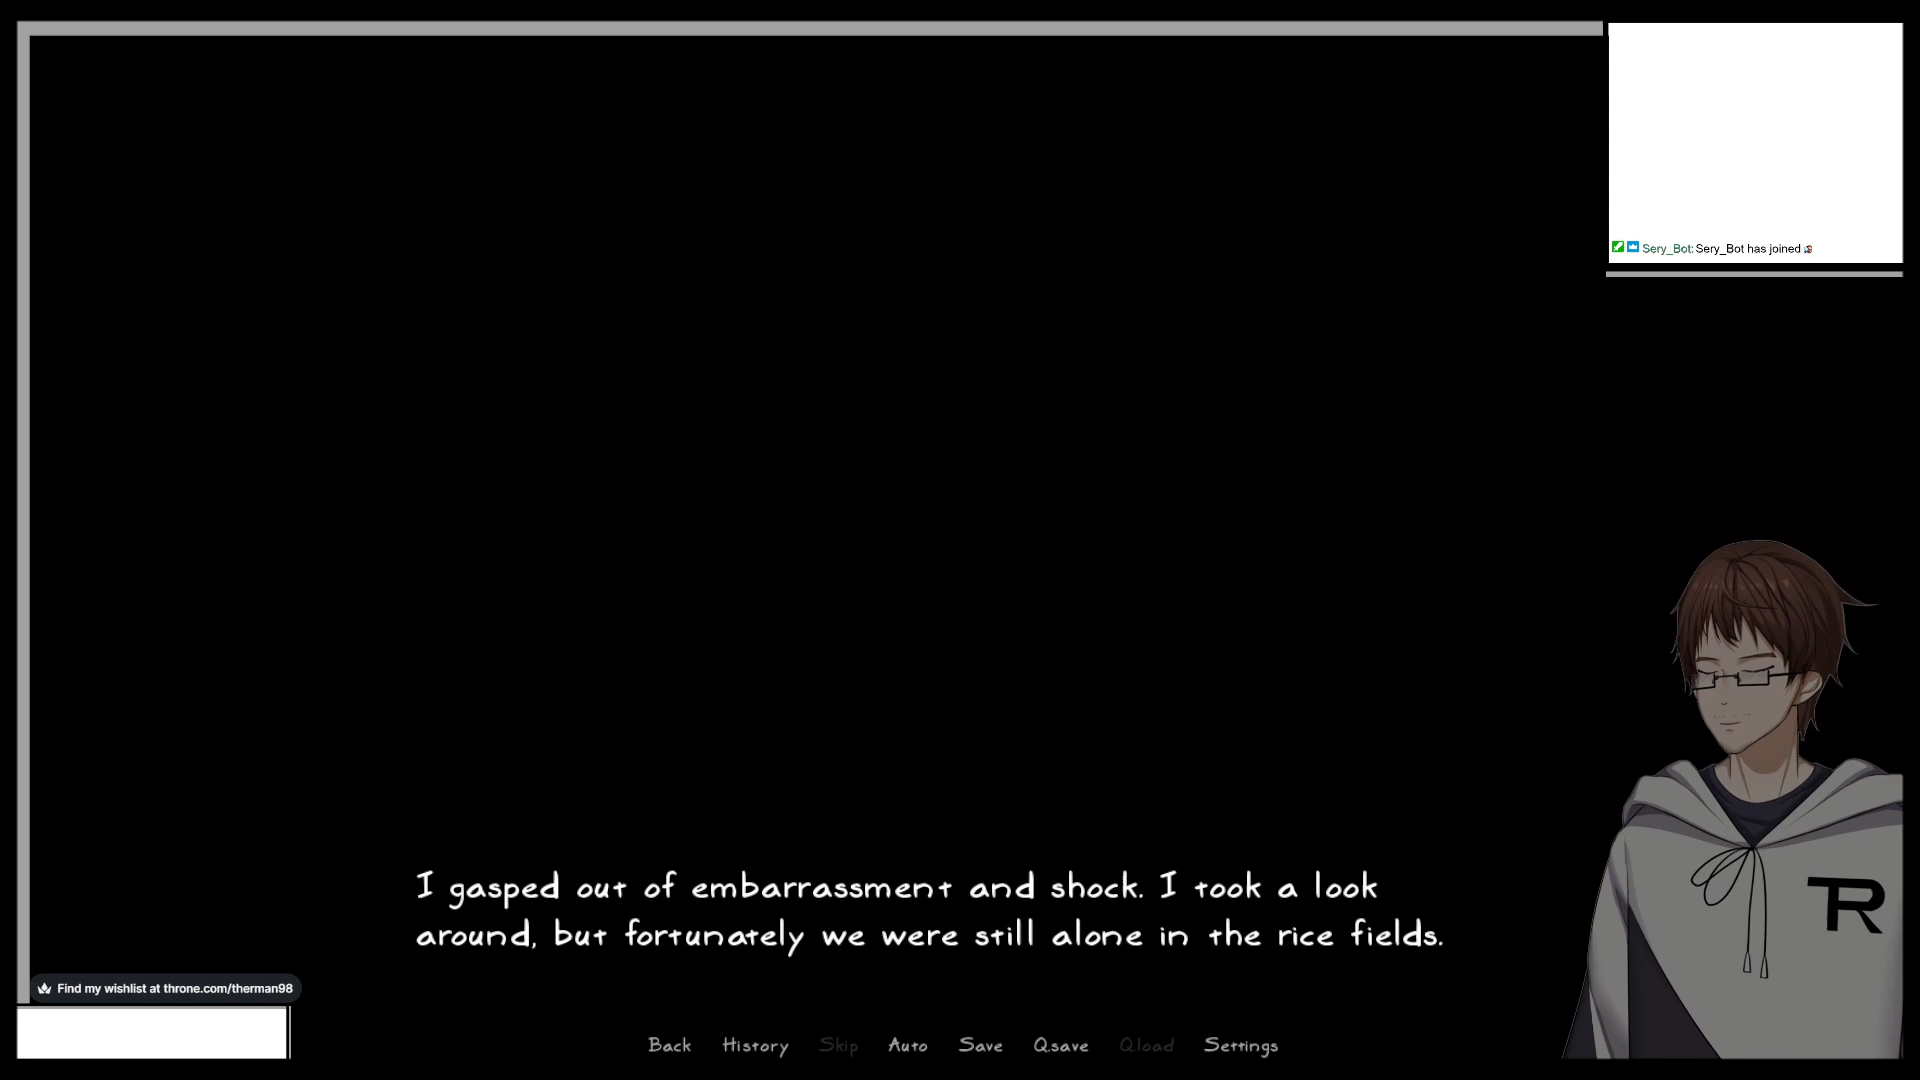 Sery_Bot: Sery_Bot has joined
TR
I gasped out of embarrassment and shock. I took a look
around, but fortunately we were still alone in the rice fields.
Find my wishlist at throne.com/therman98
Back History Skip Auto Save Q.save Q.load Settings